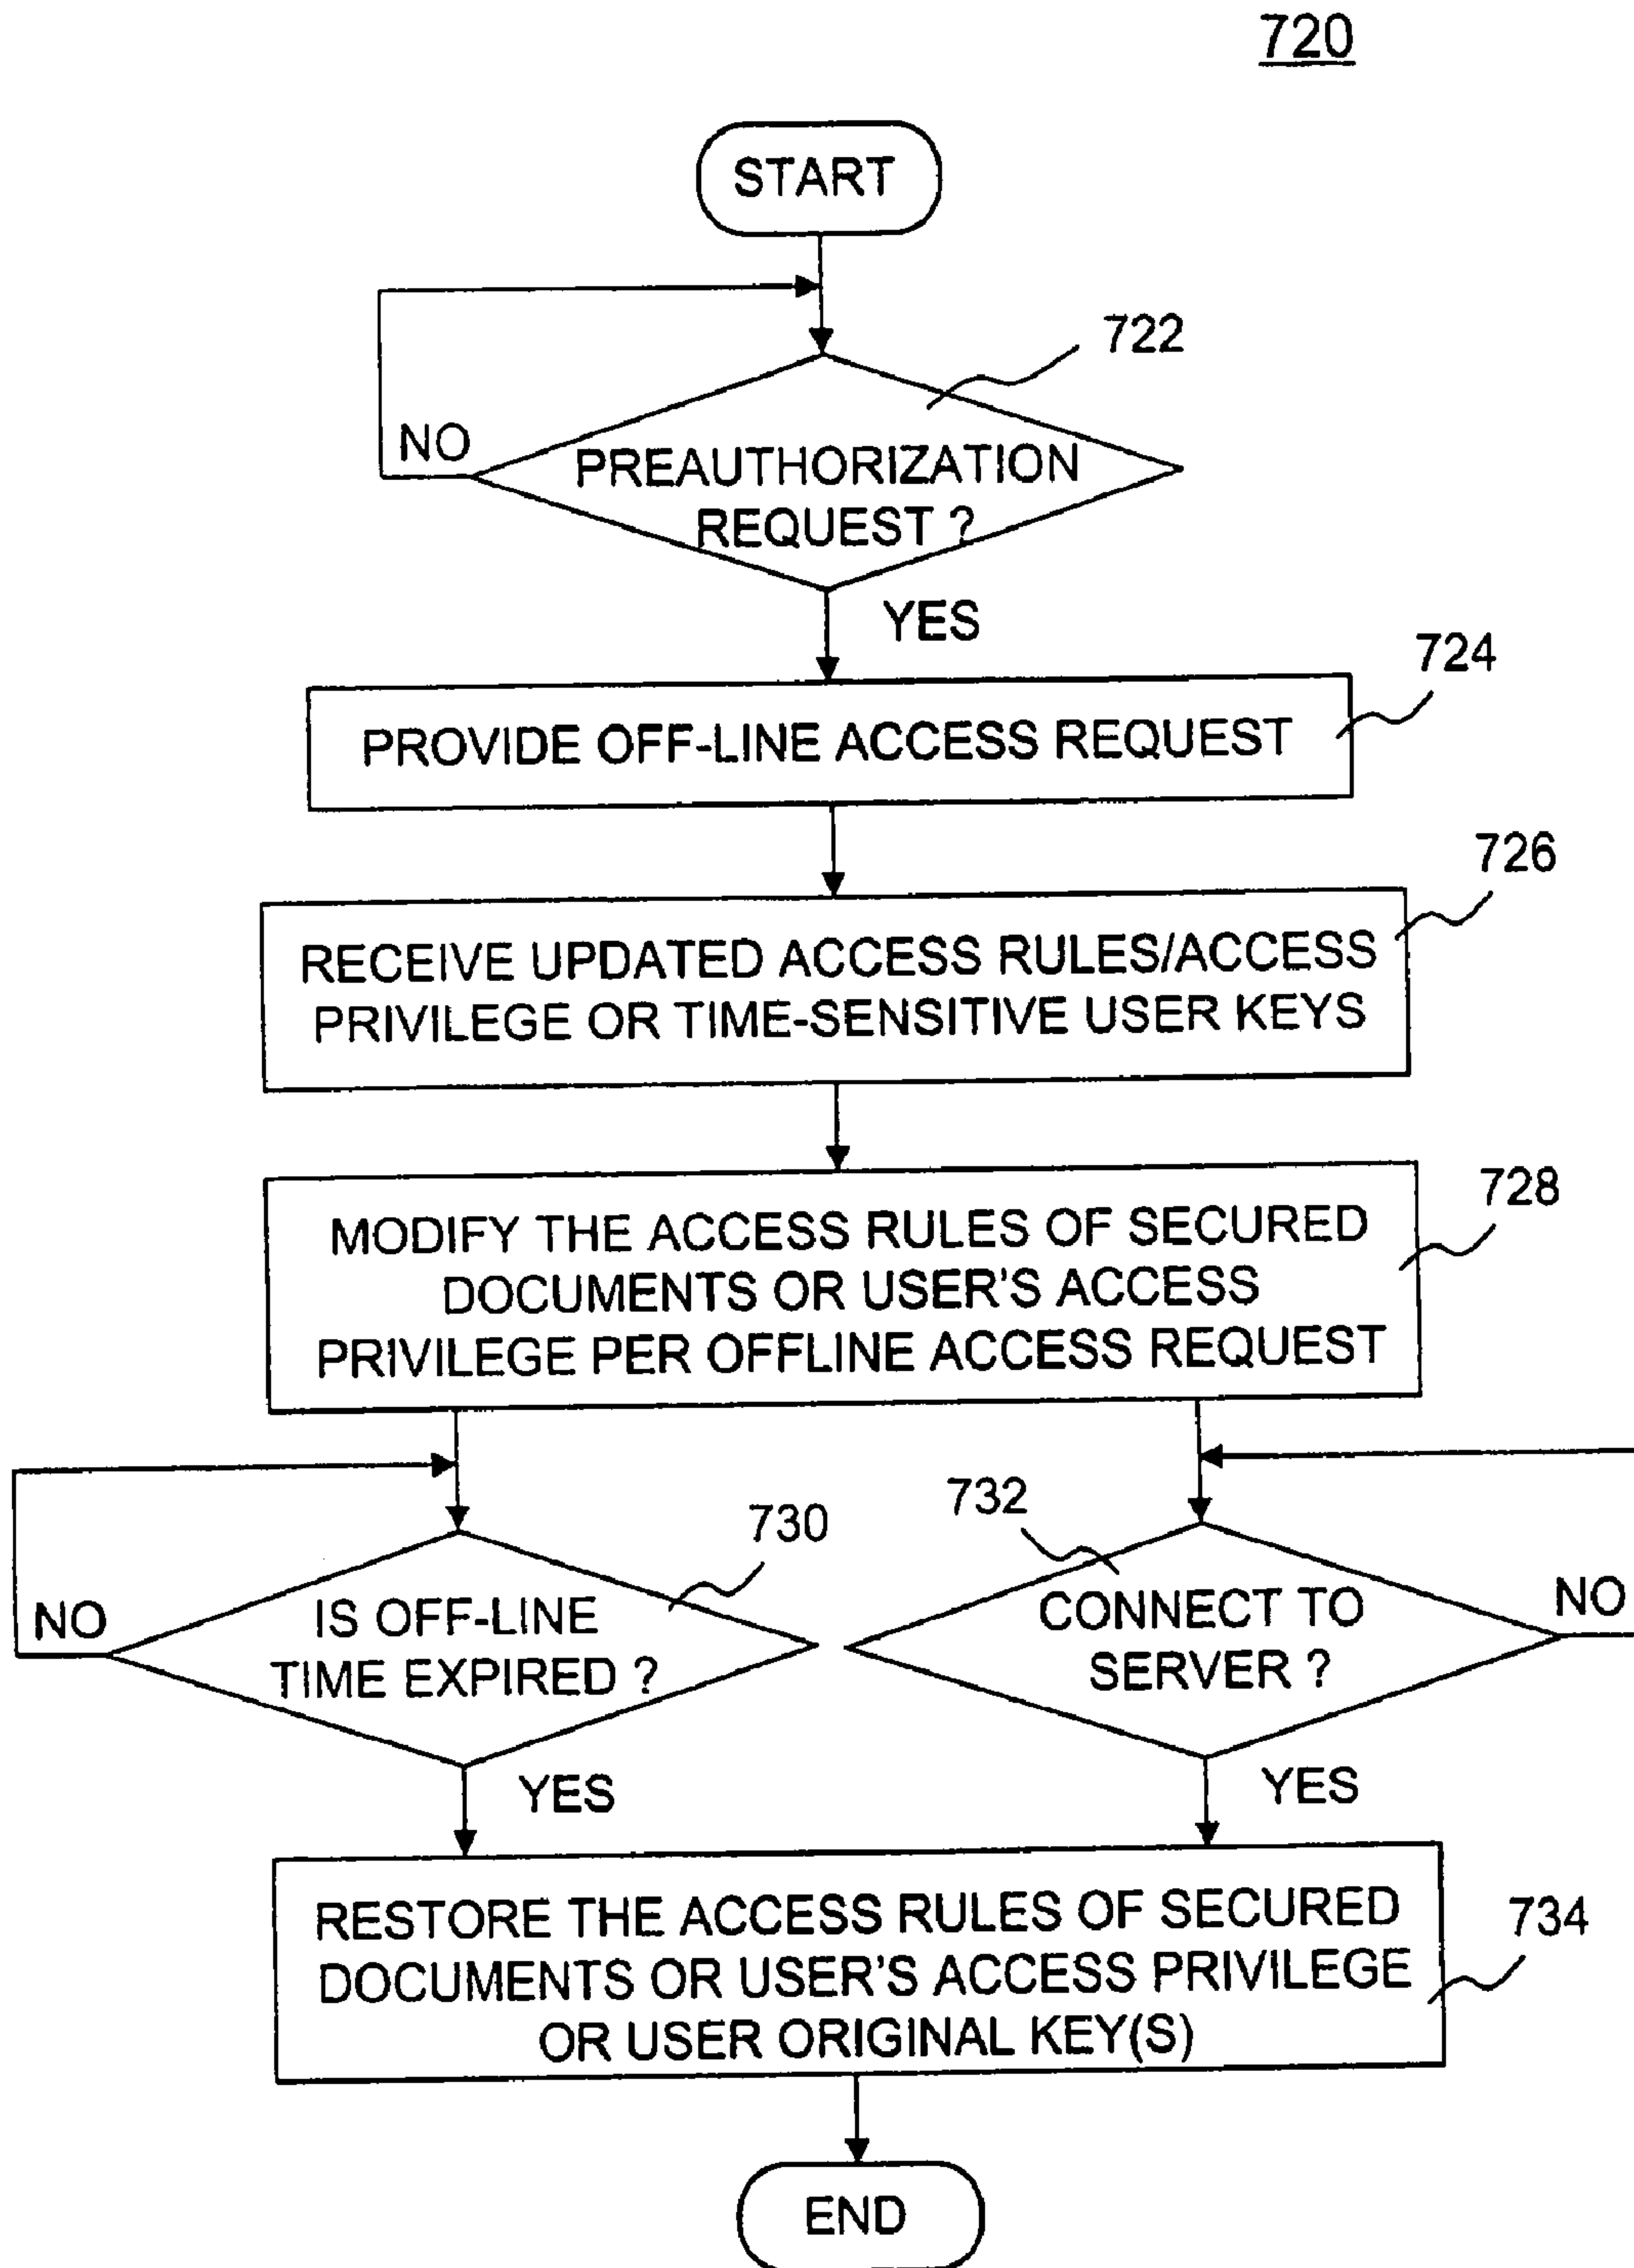 720
START
722
NO
PREAUTHORIZATION
REQUEST ?
YES
724
PROVIDE OFF-LINE ACCESS REQUEST
726
RECEIVE UPDATED ACCESS RULES/ACCESS
PRIVILEGE OR TIME-SENSITIVE USER KEYS
728
MODIFY THE ACCESS RULES OF SECURED
DOCUMENTS OR USER'S ACCESS
PRIVILEGE PER OFFLINE ACCESS REQUEST
730
NO
IS OFF-LINE
TIME EXPIRED ?
YES
732
CONNECT TO
SERVER ?
NO
YES
RESTORE THE ACCESS RULES OF SECURED
DOCUMENTS OR USER'S ACCESS PRIVILEGE
OR USER ORIGINAL KEY(S)
734
END